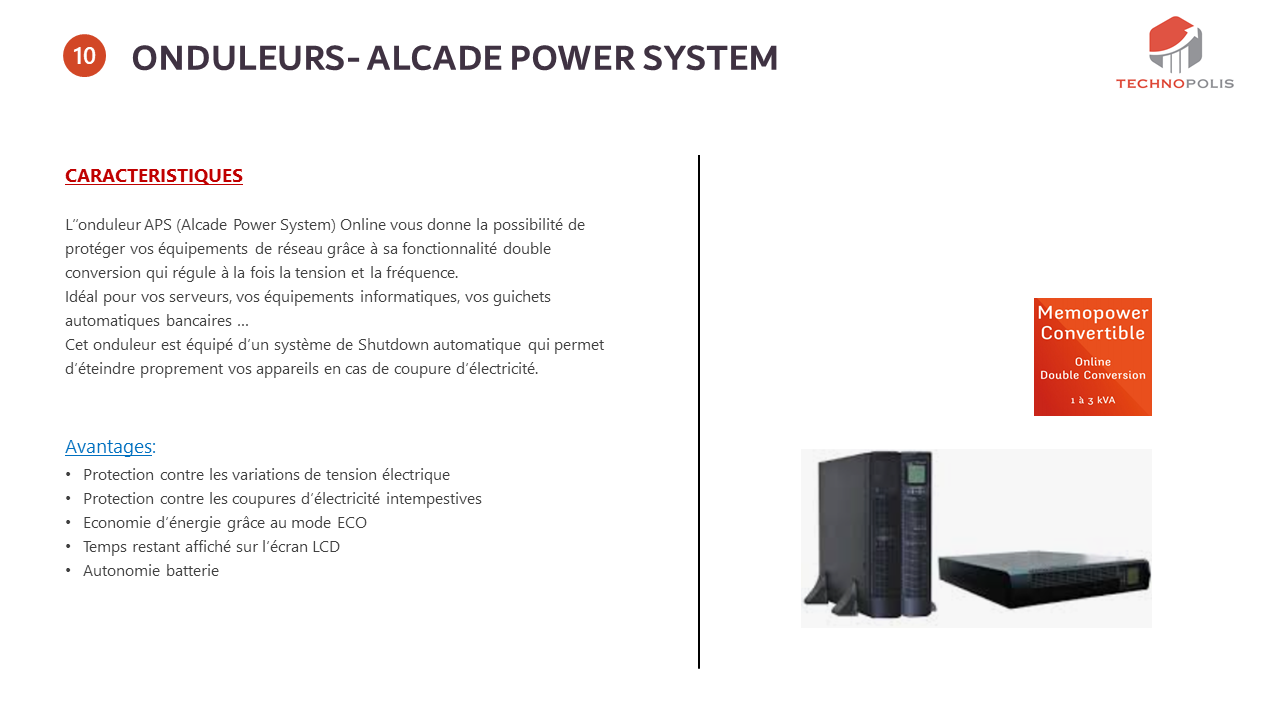 10
ONDULEURS- ALCADE POWER SYSTEM
TECHNOPOLIS
CARACTERISTIQUES
L’’onduleur APS (Alcade Power System) Online vous donne la possibilité de
protéger vos équipements de réseau grâce à sa fonctionnalité double
conversion qui régule à la fois la tension et la fréquence.
Idéal pour vos serveurs, vos équipements informatiques, vos guichets
automatiques bancaires …
Cet onduleur est équipé d’un système de Shutdown automatique qui permet
d’éteindre proprement vos appareils en cas de coupure d’électricité.
Avantages:
• Protection contre les variations de tension électrique
• Protection contre les coupures d’électricité intempestives
• Economie d’énergie grâce au mode ECO
• Temps restant affiché sur l’écran LCD
• Autonomie batterie
Memopower
Convertible
Online
Double Conversion
1 à 3 kVA